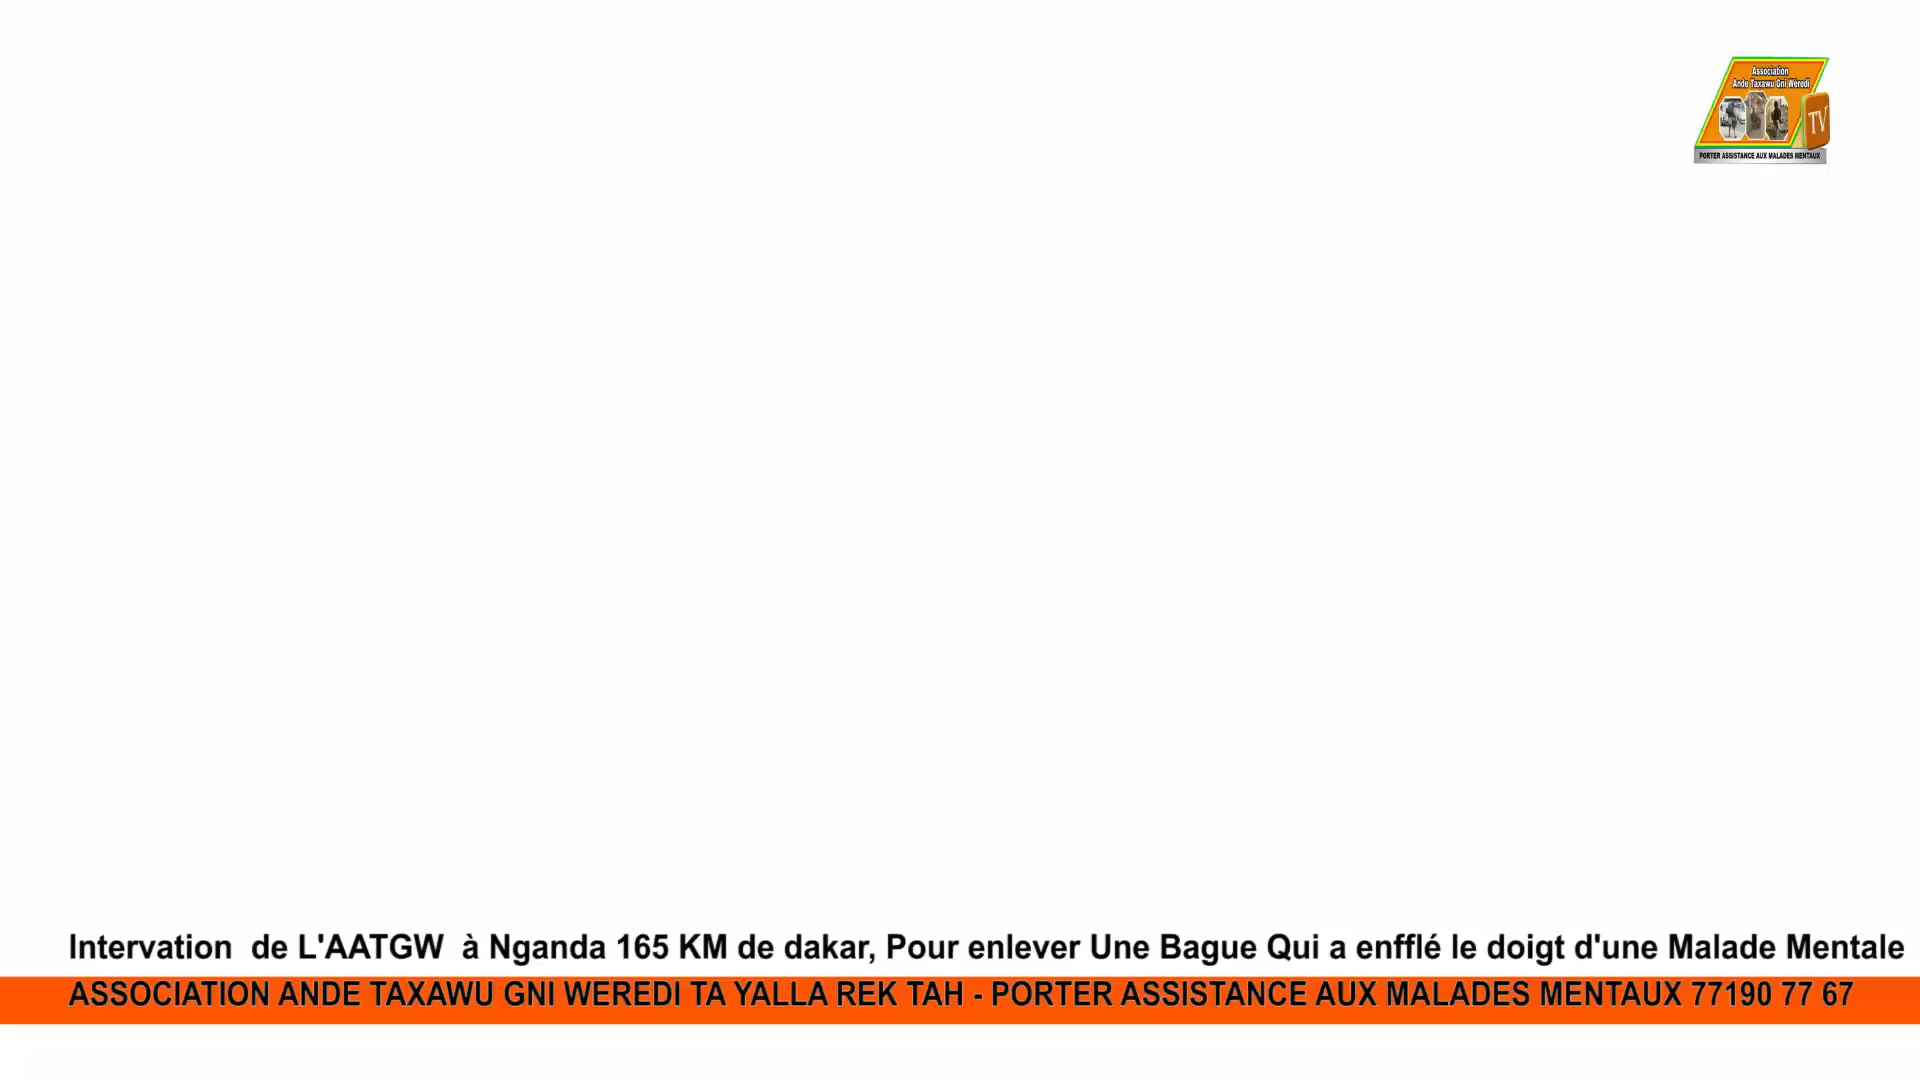 Association
Ande Taxawu Gni Weredi
TV
PORTER ASSISTANCE AUX MALADES MENTAUX
Intervation de L'AATGW à Nganda 165 KM de dakar, Pour enlever Une Bague Qui a enfflé le doigt d'une Malade Mentale
ASSOCIATION ANDE TAXAWU GNI WEREDI TA YALLA REK TAH - PORTER ASSISTANCE AUX MALADES MENTAUX 77190 77 67